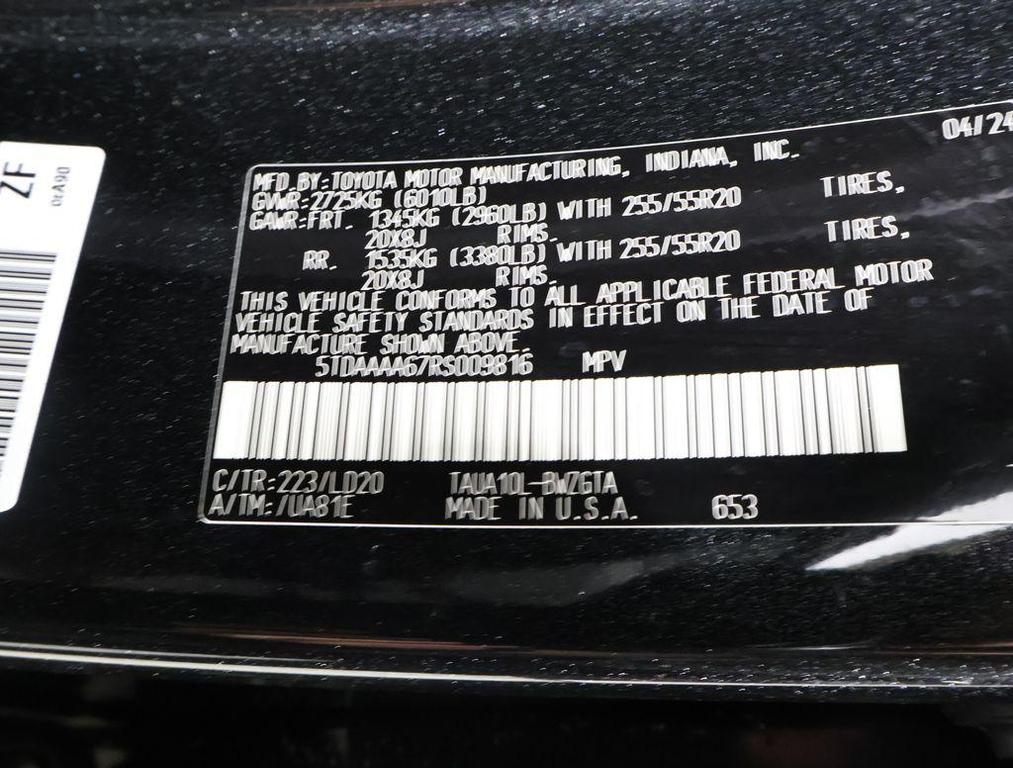 ZF
04/24
MFD.BY:TOYOTA MOTOR MANUFACTURING, INDIANA, INC.
GVWR:2725KG (6010LB)
GAWR:FRT. 1345KG (2960LB) WITH 255/55R20 TIRES,
20X8J RIMS.
RR. 1535KG (3380LB) WITH 255/55R20 TIRES,
20X8J RIMS.
THIS VEHICLE CONFORMS TO ALL APPLICABLE FEDERAL MOTOR
VEHICLE SAFETY STANDARDS IN EFFECT ON THE DATE OF
MANUFACTURE SHOWN ABOVE.
5TDAAAA67RS009816 MPV
C/TR:223/LD20 TAUA10L-BWZGTA
A/TM:/UA81E MADE IN U.S.A. 653